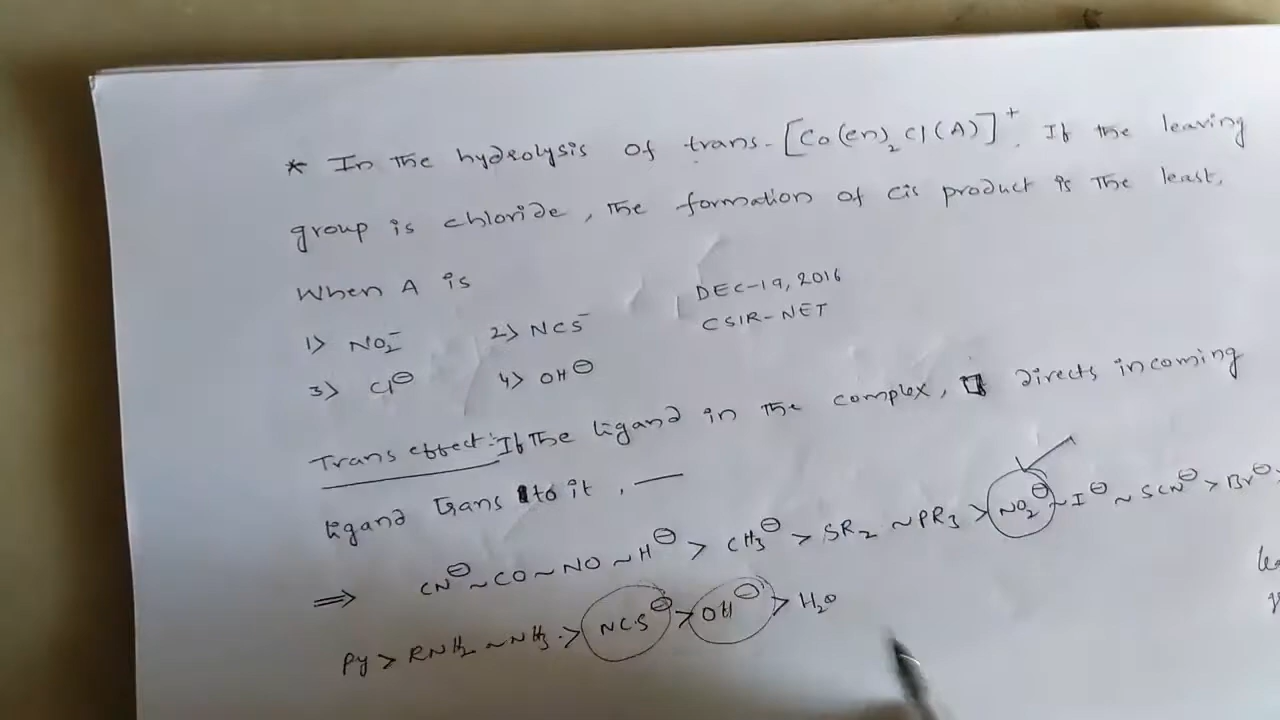 * In the hydrolysis of trans-[Co(en)₂Cl(A)]⁺. If the leaving
group is chloride, the formation of cis product is the least,
When A is
1> NO₂⁻ 2> NCS⁻
DEC-19, 2016
CSIR-NET
3> Cl⊖ 4> OH⊖
Trans effect: If the ligand in the complex, directs incoming
ligand trans to it, —
⇒ CN⊖ ~ CO ~ NO ~ H⊖ > CH₃⊖ > SR₂ ~ PR₃ > NO₂⊖ ~ I⊖ ~ SCN⊖ > Br⊖ >
Py > RNH₂ ~ NH₃ > NCS⊖ > OH⊖ > H₂O